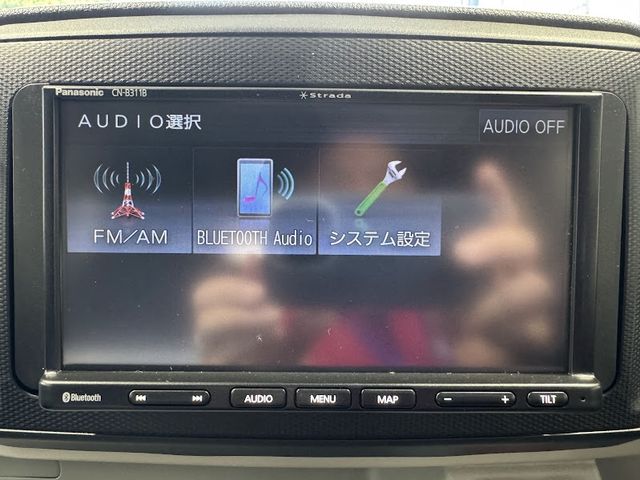 Panasonic CN-B311B
Strada
AUDIO選択
AUDIO OFF
FM/AM
BLUETOOTH Audio
システム設定
Bluetooth
AUDIO
MENU
MAP
− +
TILT